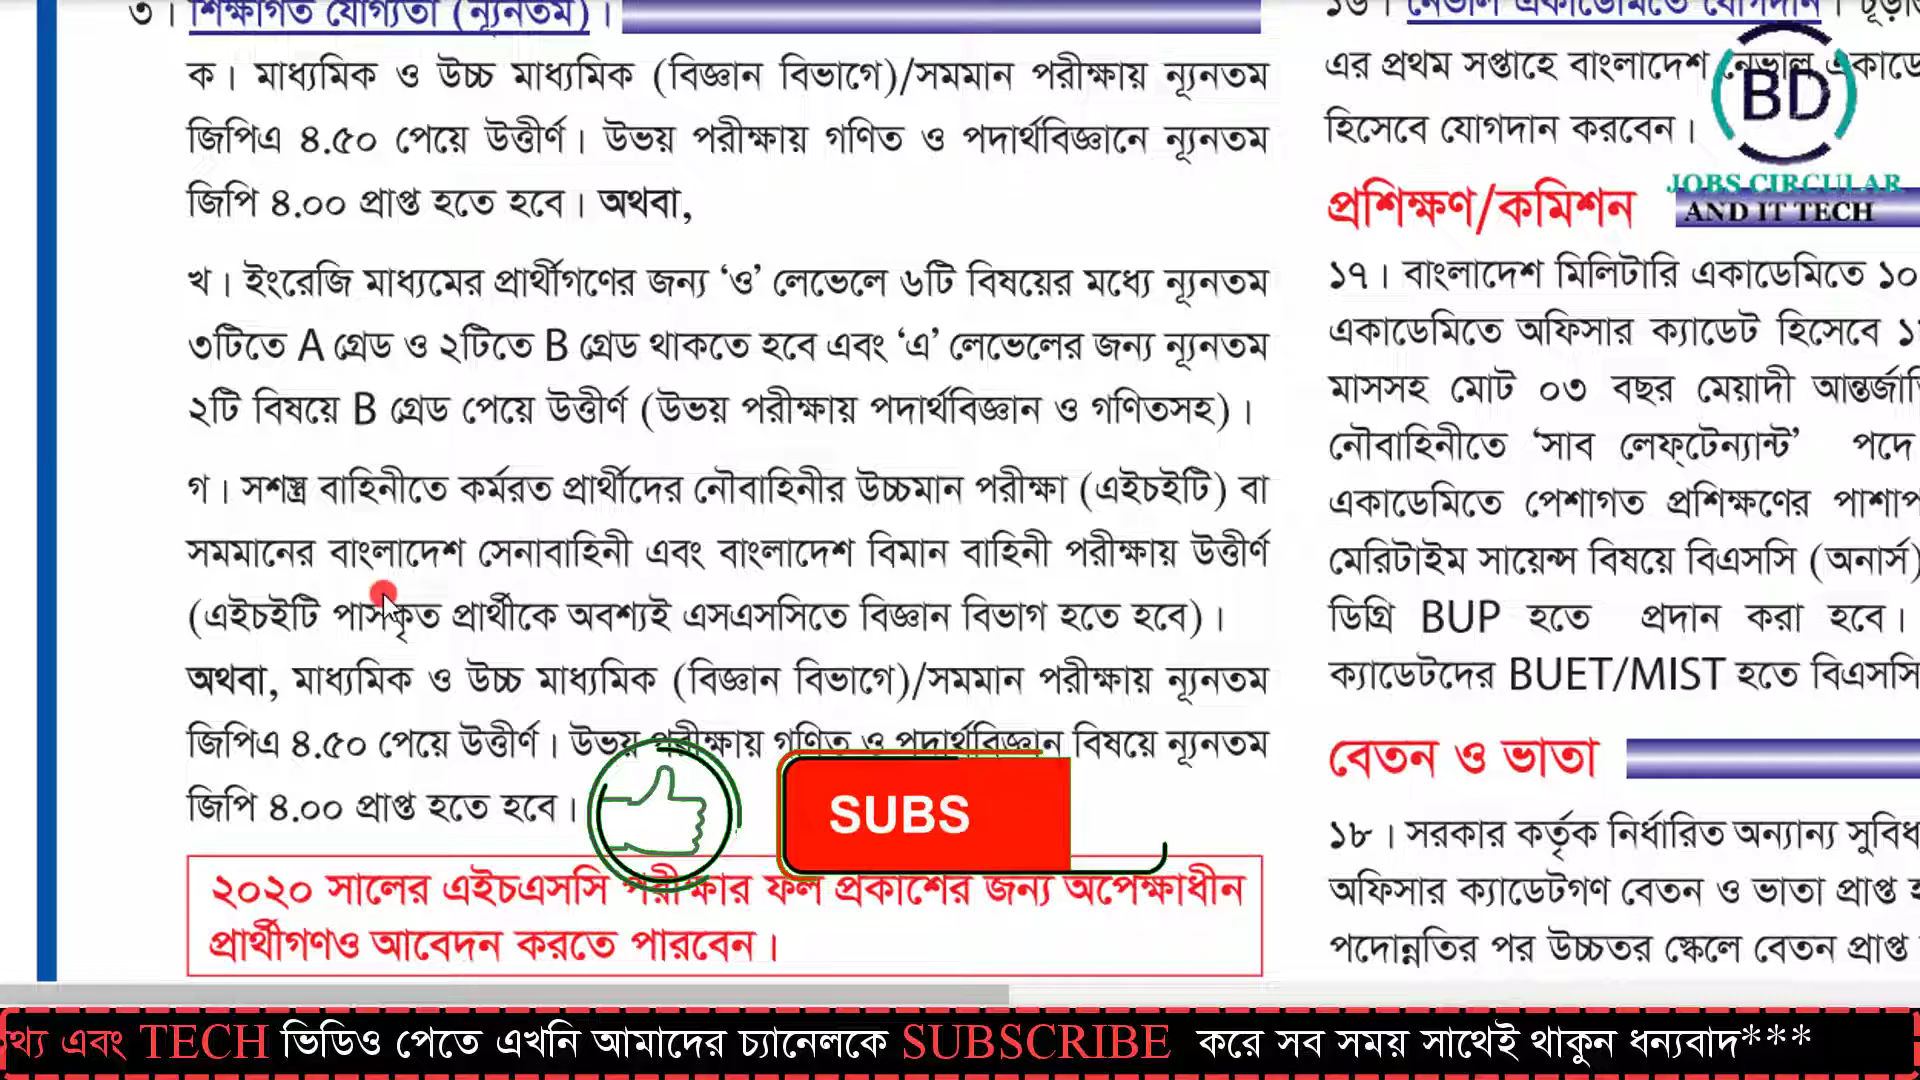 ৩। শিক্ষাগত যোগ্যতা (ন্যূনতম)।
ক। মাধ্যমিক ও উচ্চ মাধ্যমিক (বিজ্ঞান বিভাগে)/সমমান পরীক্ষায় ন্যূনতম
জিপিএ ৪.৫০ পেয়ে উত্তীর্ণ। উভয় পরীক্ষায় গণিত ও পদার্থবিজ্ঞানে ন্যূনতম
জিপি ৪.০০ প্রাপ্ত হতে হবে। অথবা,
খ। ইংরেজি মাধ্যমের প্রার্থীগণের জন্য ‘ও’ লেভেলে ৬টি বিষয়ের মধ্যে ন্যূনতম
৩টিতে A গ্রেড ও ২টিতে B গ্রেড থাকতে হবে এবং ‘এ’ লেভেলের জন্য ন্যূনতম
২টি বিষয়ে B গ্রেড পেয়ে উত্তীর্ণ (উভয় পরীক্ষায় পদার্থবিজ্ঞান ও গণিতসহ)।
গ। সশস্ত্র বাহিনীতে কর্মরত প্রার্থীদের নৌবাহিনীর উচ্চমান পরীক্ষা (এইচইটি) বা
সমমানের বাংলাদেশ সেনাবাহিনী এবং বাংলাদেশ বিমান বাহিনী পরীক্ষায় উত্তীর্ণ
(এইচইটি পাসকৃত প্রার্থীকে অবশ্যই এসএসসিতে বিজ্ঞান বিভাগ হতে হবে)।
অথবা, মাধ্যমিক ও উচ্চ মাধ্যমিক (বিজ্ঞান বিভাগে)/সমমান পরীক্ষায় ন্যূনতম
জিপিএ ৪.৫০ পেয়ে উত্তীর্ণ। উভয় পরীক্ষায় গণিত ও পদার্থবিজ্ঞান বিষয়ে ন্যূনতম
জিপি ৪.০০ প্রাপ্ত হতে হবে।
SUBS
২০২০ সালের এইচএসসি পরীক্ষার ফল প্রকাশের জন্য অপেক্ষাধীন
প্রার্থীগণও আবেদন করতে পারবেন।
১৬। নেভাল একাডেমিতে যোগদান।
এর প্রথম সপ্তাহে বাংলাদেশ নেভাল একাডে
হিসেবে যোগদান করবেন।
BD
JOBS CIRCULAR
AND IT TECH
প্রশিক্ষণ/কমিশন
১৭। বাংলাদেশ মিলিটারি একাডেমিতে ১০
একাডেমিতে অফিসার ক্যাডেট হিসেবে
মাসসহ মোট ০৩ বছর মেয়াদী
নৌবাহিনীতে ‘সাব লেফ্‌টেন্যান্ট’ পদে
একাডেমিতে পেশাগত প্রশিক্ষণের
মেরিটাইম সায়েন্স বিষয়ে বিএসসি (অনার্স)
ডিগ্রি BUP হতে প্রদান করা হবে।
ক্যাডেটদের BUET/MIST হতে বিএসসি
বেতন ও ভাতা
১৮। সরকার কর্তৃক নির্ধারিত অন্যান্য
অফিসার ক্যাডেটগণ বেতন ও ভাতা প্রাপ্ত
পদোন্নতির পর উচ্চতর স্কেলে বেতন প্রাপ্ত
থ্য এবং TECH ভিডিও পেতে এখনি আমাদের চ্যানেলকে SUBSCRIBE করে সব সময় সাথেই থাকুন ধন্যবাদ***